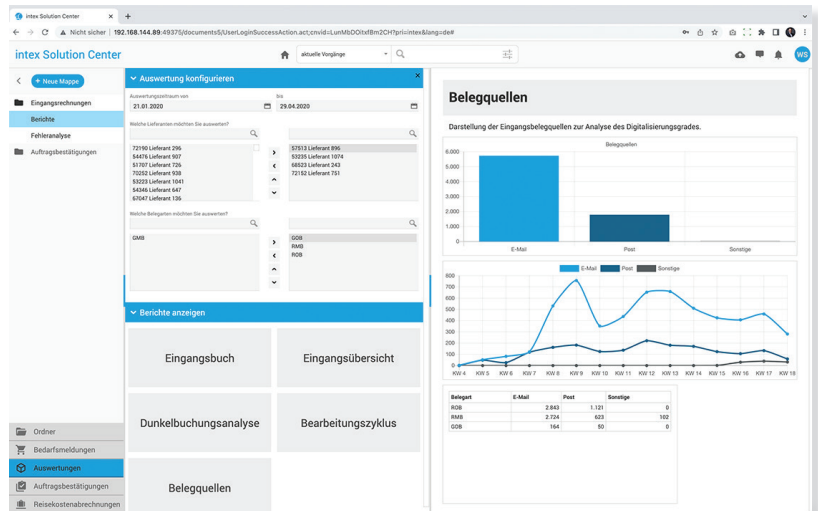 intex Solution Center
Nicht sicher | 192.168.144.89:49375/documents5/UserLoginSuccessAction.act;cnvid=LunMbDOitxfBm2CH?pri=intex&lang=de#
intex Solution Center
aktuelle Vorgänge
WS
+ Neue Mappe
Eingangsrechnungen
Berichte
Fehleranalyse
Auftragsbestätigungen
Ordner
Bedarfsmeldungen
Auswertungen
Auftragsbestätigungen
Reisekostenabrechnungen
Auswertung konfigurieren
Auswertungszeitraum von
bis
21.01.2020
29.04.2020
Welche Lieferanten möchten Sie auswerten?
72190 Lieferant 296
54476 Lieferant 907
51707 Lieferant 726
70252 Lieferant 938
53223 Lieferant 1041
54346 Lieferant 647
67047 Lieferant 136
57513 Lieferant 896
53235 Lieferant 1074
68523 Lieferant 243
72152 Lieferant 751
Welche Belegarten möchten Sie auswerten?
GMB
GOB
RMB
ROB
Berichte anzeigen
Eingangsbuch
Eingangsübersicht
Dunkelbuchungsanalyse
Bearbeitungszyklus
Belegquellen
Belegquellen
Darstellung der Eingangsbelegquellen zur Analyse des Digitalisierungsgrades.
Belegquellen
6.000
5.000
4.000
3.000
2.000
1.000
0
E-Mail Post Sonstige
E-Mail Post Sonstige
800
700
600
500
400
300
200
100
0
KW 4 KW 5 KW 6 KW 7 KW 8 KW 9 KW 10 KW 11 KW 12 KW 13 KW 14 KW 15 KW 16 KW 17 KW 18
Belegart E-Mail Post Sonstige
ROB 2.843 1.121 0
RMB 2.724 623 102
GOB 164 50 0